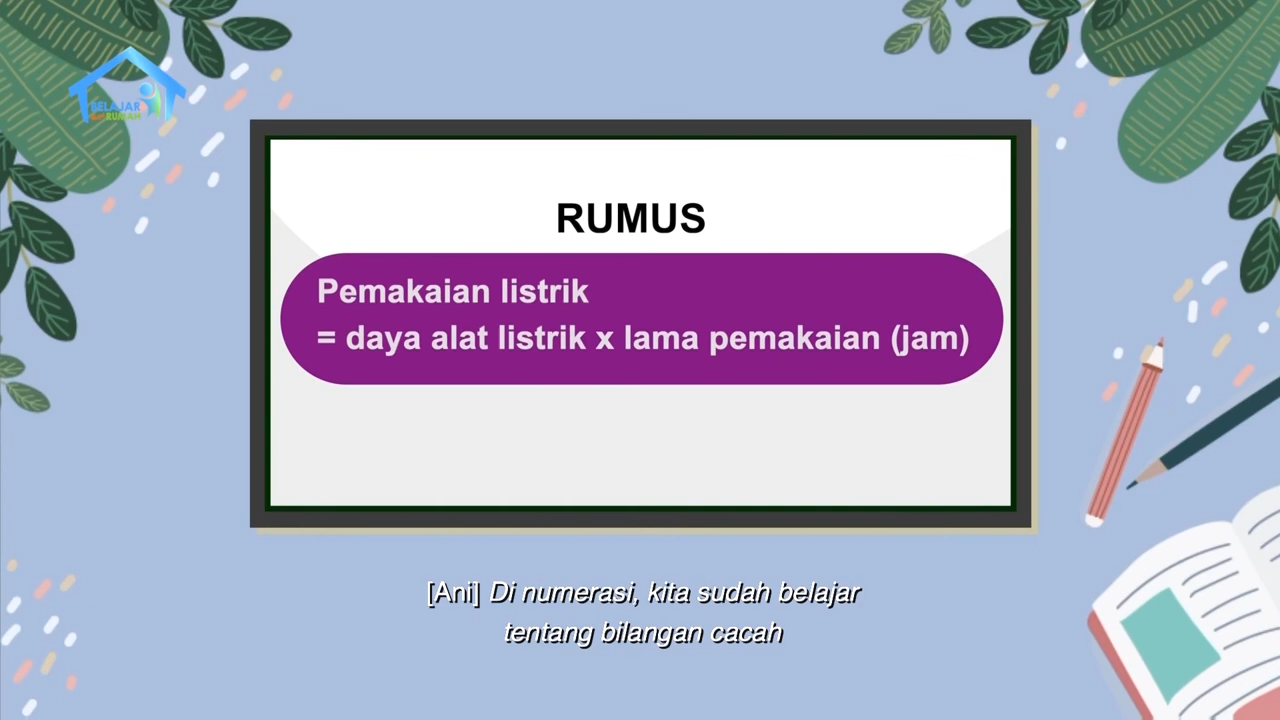 BELAJAR
RUMAH
RUMUS
Pemakaian listrik
= daya alat listrik x lama pemakaian (jam)
[Ani] Di numerasi, kita sudah belajar
tentang bilangan cacah